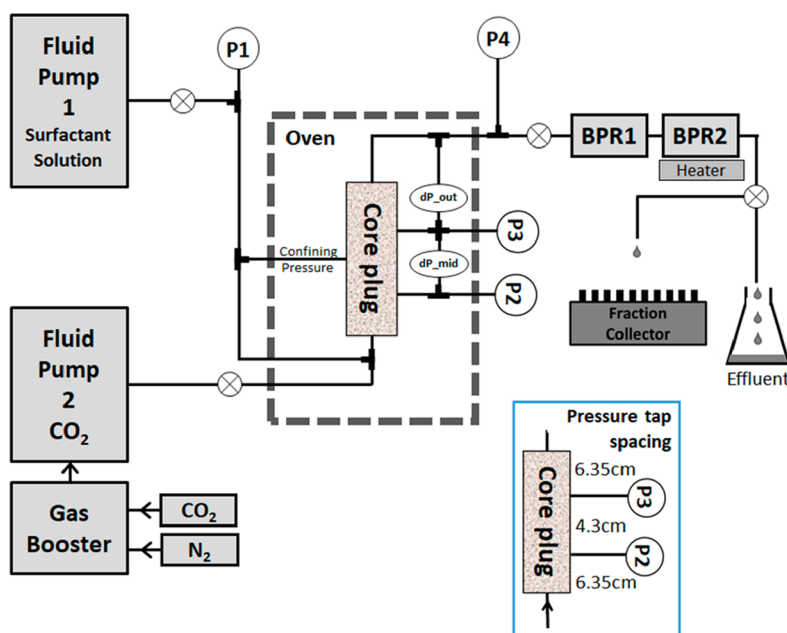 Fluid
Pump
1
Surfactant
Solution
P1
P4
Oven
BPR1
BPR2
Heater
dP_out
Core plug
P3
Confining
Pressure
dP_mid
P2
Fraction
Collector
Effluent
Fluid
Pump
2
CO₂
Gas
Booster
CO₂
N₂
Pressure tap
spacing
Core plug
6.35cm
P3
4.3cm
P2
6.35cm